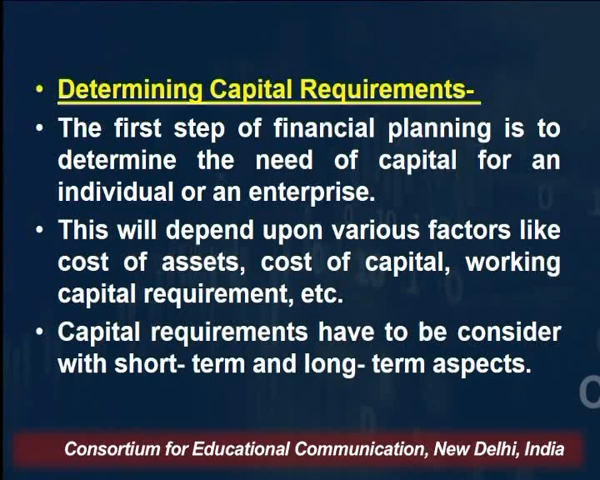 • Determining Capital Requirements-
• The first step of financial planning is to
determine the need of capital for an
individual or an enterprise.
• This will depend upon various factors like
cost of assets, cost of capital, working
capital requirement, etc.
• Capital requirements have to be consider
with short- term and long- term aspects.
Consortium for Educational Communication, New Delhi, India